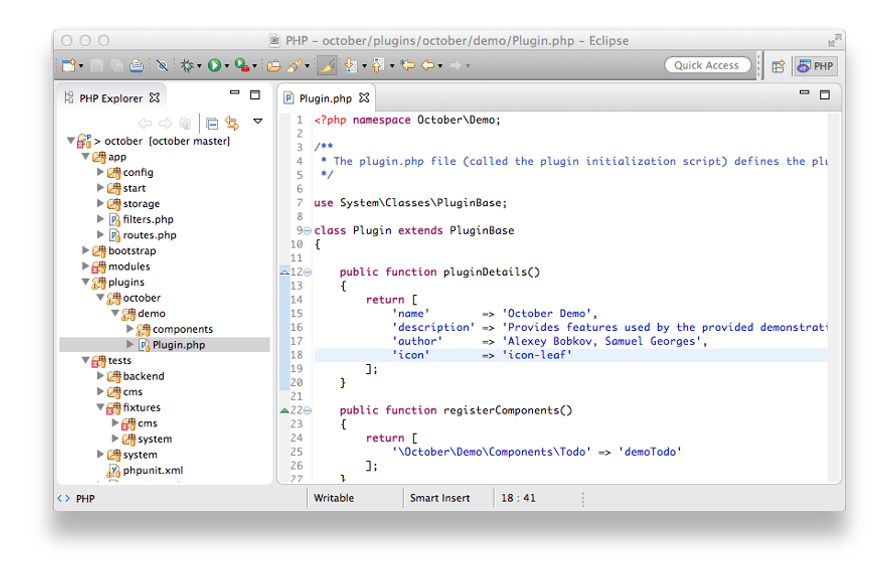 PHP – october/plugins/october/demo/Plugin.php – Eclipse
Quick Access
PHP
PHP Explorer
> october [october master]
app
config
start
storage
filters.php
routes.php
bootstrap
modules
plugins
october
demo
components
Plugin.php
tests
backend
cms
fixtures
cms
system
system
phpunit.xml
Plugin.php
1 <?php namespace October\Demo;
2
3 /**
4  * The plugin.php file (called the plugin initialization script) defines the plu
5  */
6
7 use System\Classes\PluginBase;
8
9 class Plugin extends PluginBase
10 {
11
12     public function pluginDetails()
13     {
14         return [
15             'name'        => 'October Demo',
16             'description' => 'Provides features used by the provided demonstrati
17             'author'      => 'Alexey Bobkov, Samuel Georges',
18             'icon'        => 'icon-leaf'
19         ];
20     }
21
22     public function registerComponents()
23     {
24         return [
25             '\October\Demo\Components\Todo' => 'demoTodo'
26         ];
27     }
PHP
Writable
Smart Insert
18 : 41